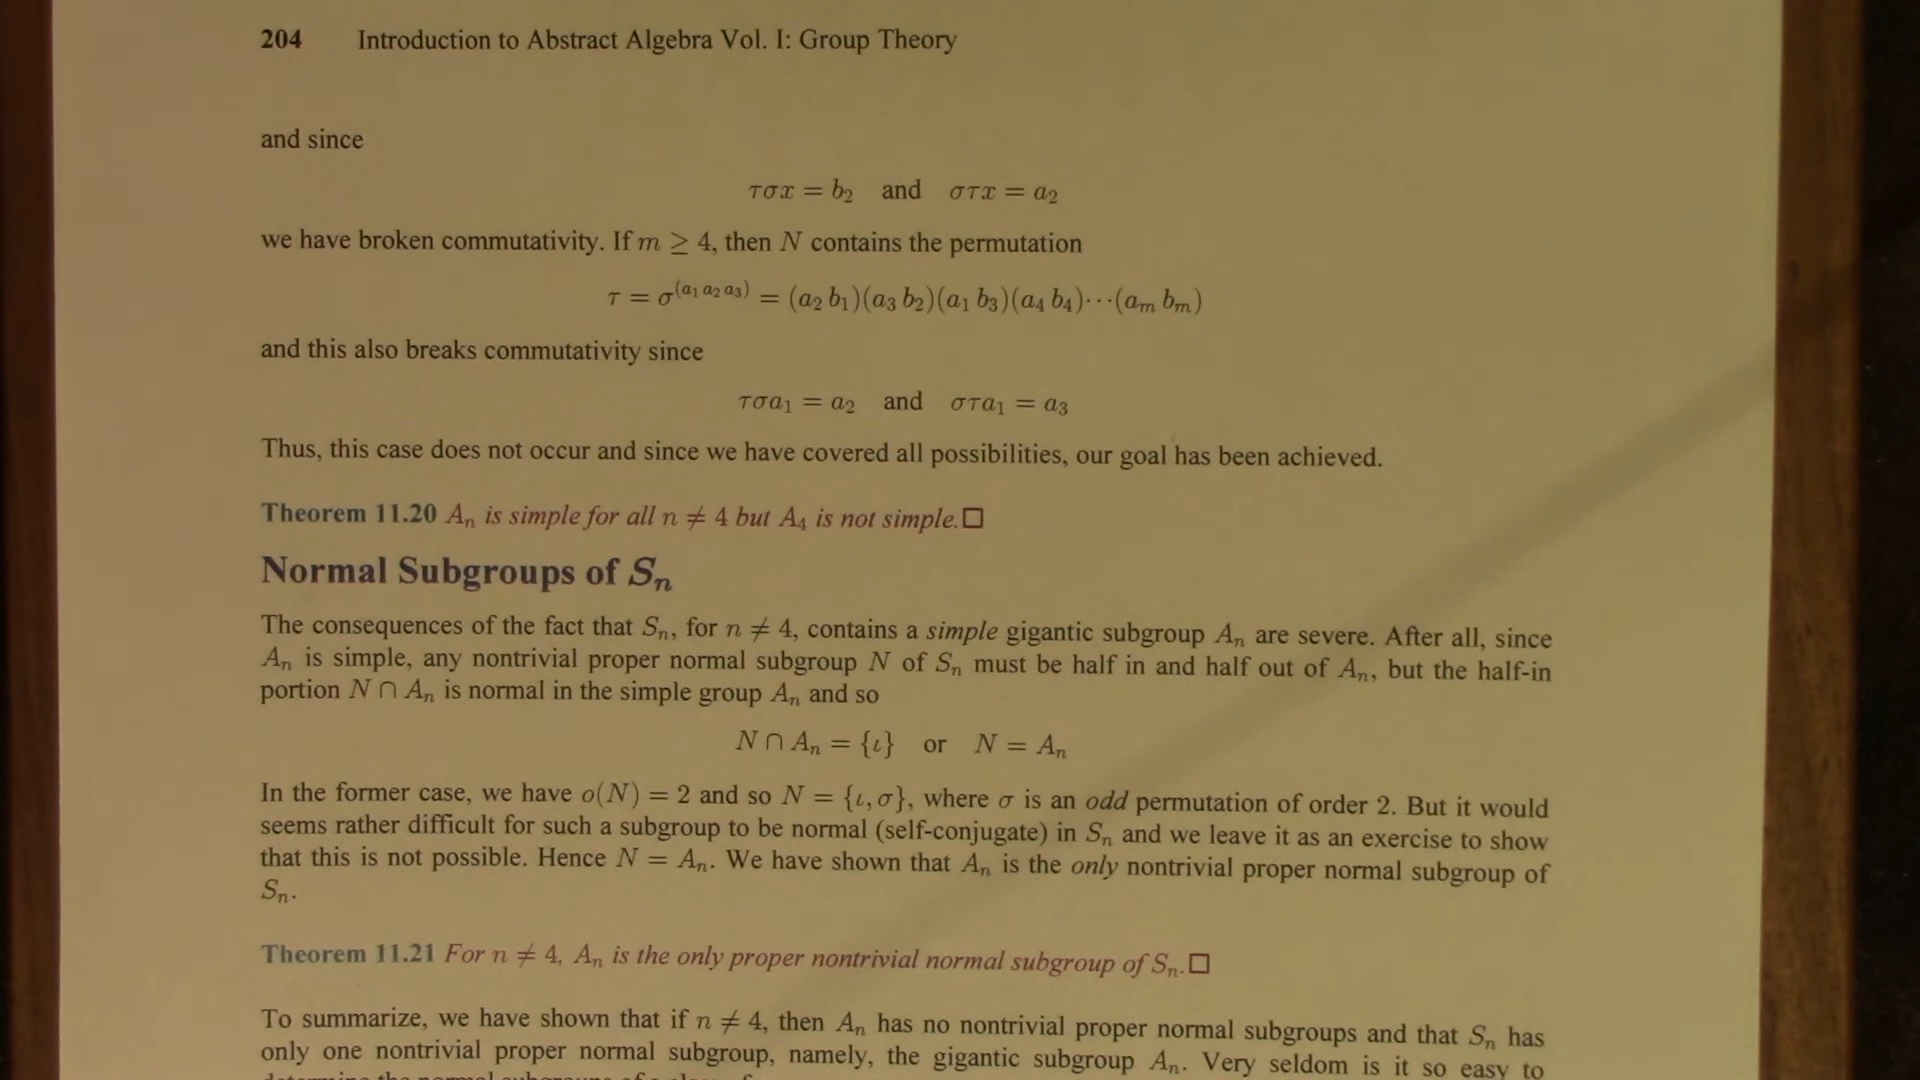 204 Introduction to Abstract Algebra Vol. I: Group Theory
and since
τσx = b₂ and στx = a₂
we have broken commutativity. If m ≥ 4, then N contains the permutation
τ = σ^(a₁ a₂ a₃) = (a₂ b₁)(a₃ b₂)(a₁ b₃)(a₄ b₄)···(aₘ bₘ)
and this also breaks commutativity since
τσa₁ = a₂ and στa₁ = a₃
Thus, this case does not occur and since we have covered all possibilities, our goal has been achieved.
Theorem 11.20 Aₙ is simple for all n ≠ 4 but A₄ is not simple.□
Normal Subgroups of Sₙ
The consequences of the fact that Sₙ, for n ≠ 4, contains a simple gigantic subgroup Aₙ are severe. After all, since
Aₙ is simple, any nontrivial proper normal subgroup N of Sₙ must be half in and half out of Aₙ, but the half-in
portion N ∩ Aₙ is normal in the simple group Aₙ and so
N ∩ Aₙ = {ι} or N = Aₙ
In the former case, we have o(N) = 2 and so N = {ι, σ}, where σ is an odd permutation of order 2. But it would
seems rather difficult for such a subgroup to be normal (self-conjugate) in Sₙ and we leave it as an exercise to show
that this is not possible. Hence N = Aₙ. We have shown that Aₙ is the only nontrivial proper normal subgroup of
Sₙ.
Theorem 11.21 For n ≠ 4, Aₙ is the only proper nontrivial normal subgroup of Sₙ.□
To summarize, we have shown that if n ≠ 4, then Aₙ has no nontrivial proper normal subgroups and that Sₙ has
only one nontrivial proper normal subgroup, namely, the gigantic subgroup Aₙ. Very seldom is it so easy to